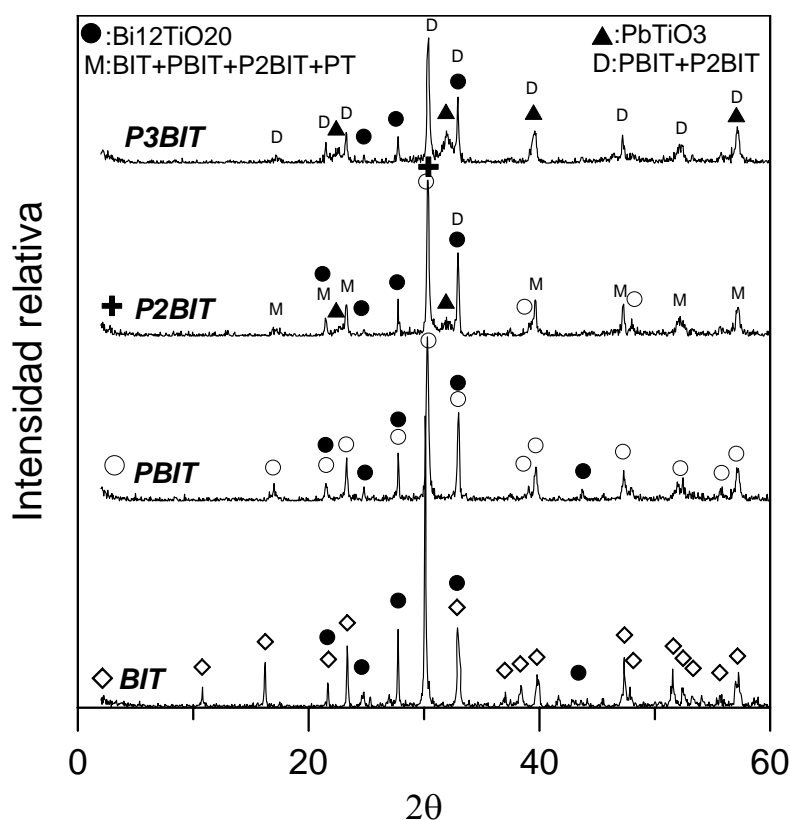 D
●:Bi12TiO20
▲:PbTiO3
M:BIT+PBIT+P2BIT+PT
D:PBIT+P2BIT
D
D
D
P3BIT
D
D
D
D
D
D
P2BIT
M
M
M
M
M
M
M
PBIT
BIT
Intensidad relativa
0
20
40
60
2θ